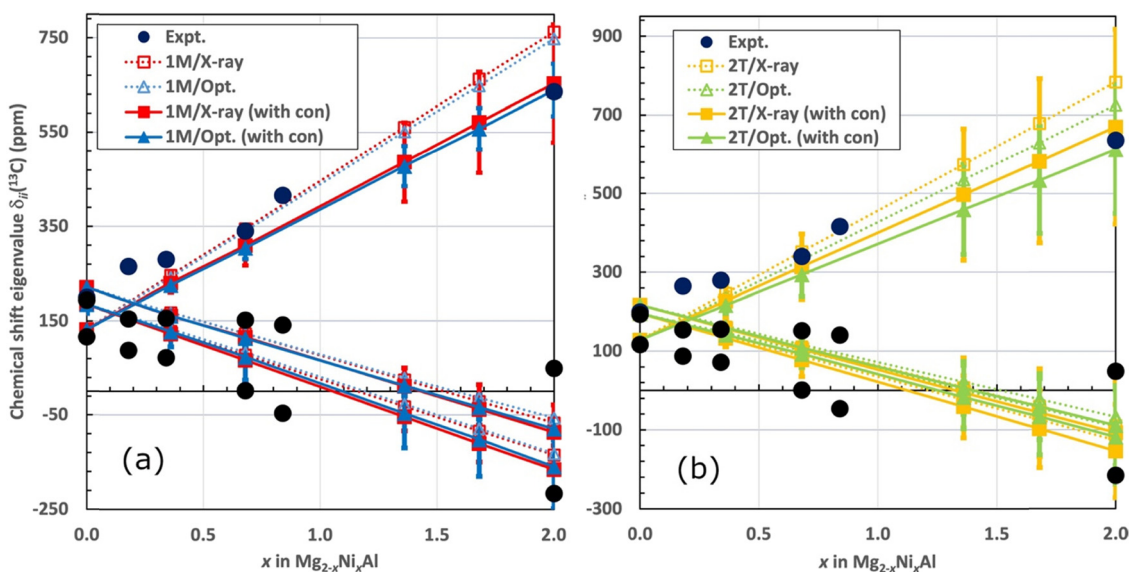 Chemical shift eigenvalue δii(¹³C) (ppm)
750
550
350
150
-50
-250
Expt.
1M/X-ray
1M/Opt.
1M/X-ray (with con)
1M/Opt. (with con)
(a)
0.0 0.5 1.0 1.5 2.0
x in Mg2-xNixAl
900
700
500
300
100
-100
-300
Expt.
2T/X-ray
2T/Opt.
2T/X-ray (with con)
2T/Opt. (with con)
(b)
0.0 0.5 1.0 1.5 2.0
x in Mg2-xNixAl